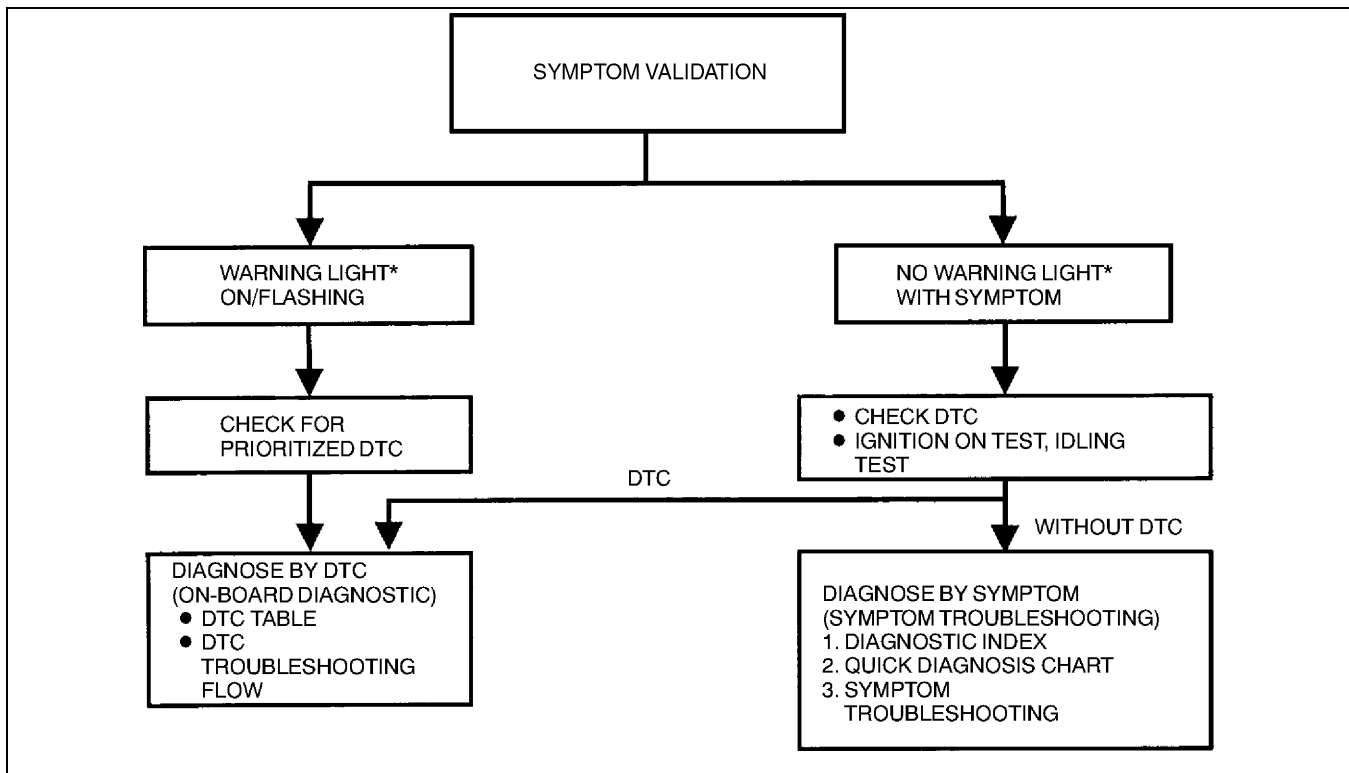 SYMPTOM VALIDATION
WARNING LIGHT*
ON/FLASHING
NO WARNING LIGHT*
WITH SYMPTOM
CHECK FOR
PRIORITIZED DTC
● CHECK DTC
● IGNITION ON TEST, IDLING
TEST
DTC
WITHOUT DTC
DIAGNOSE BY DTC
(ON-BOARD DIAGNOSTIC)
● DTC TABLE
● DTC
TROUBLESHOOTING
FLOW
DIAGNOSE BY SYMPTOM
(SYMPTOM TROUBLESHOOTING)
1. DIAGNOSTIC INDEX
2. QUICK DIAGNOSIS CHART
3. SYMPTOM
TROUBLESHOOTING